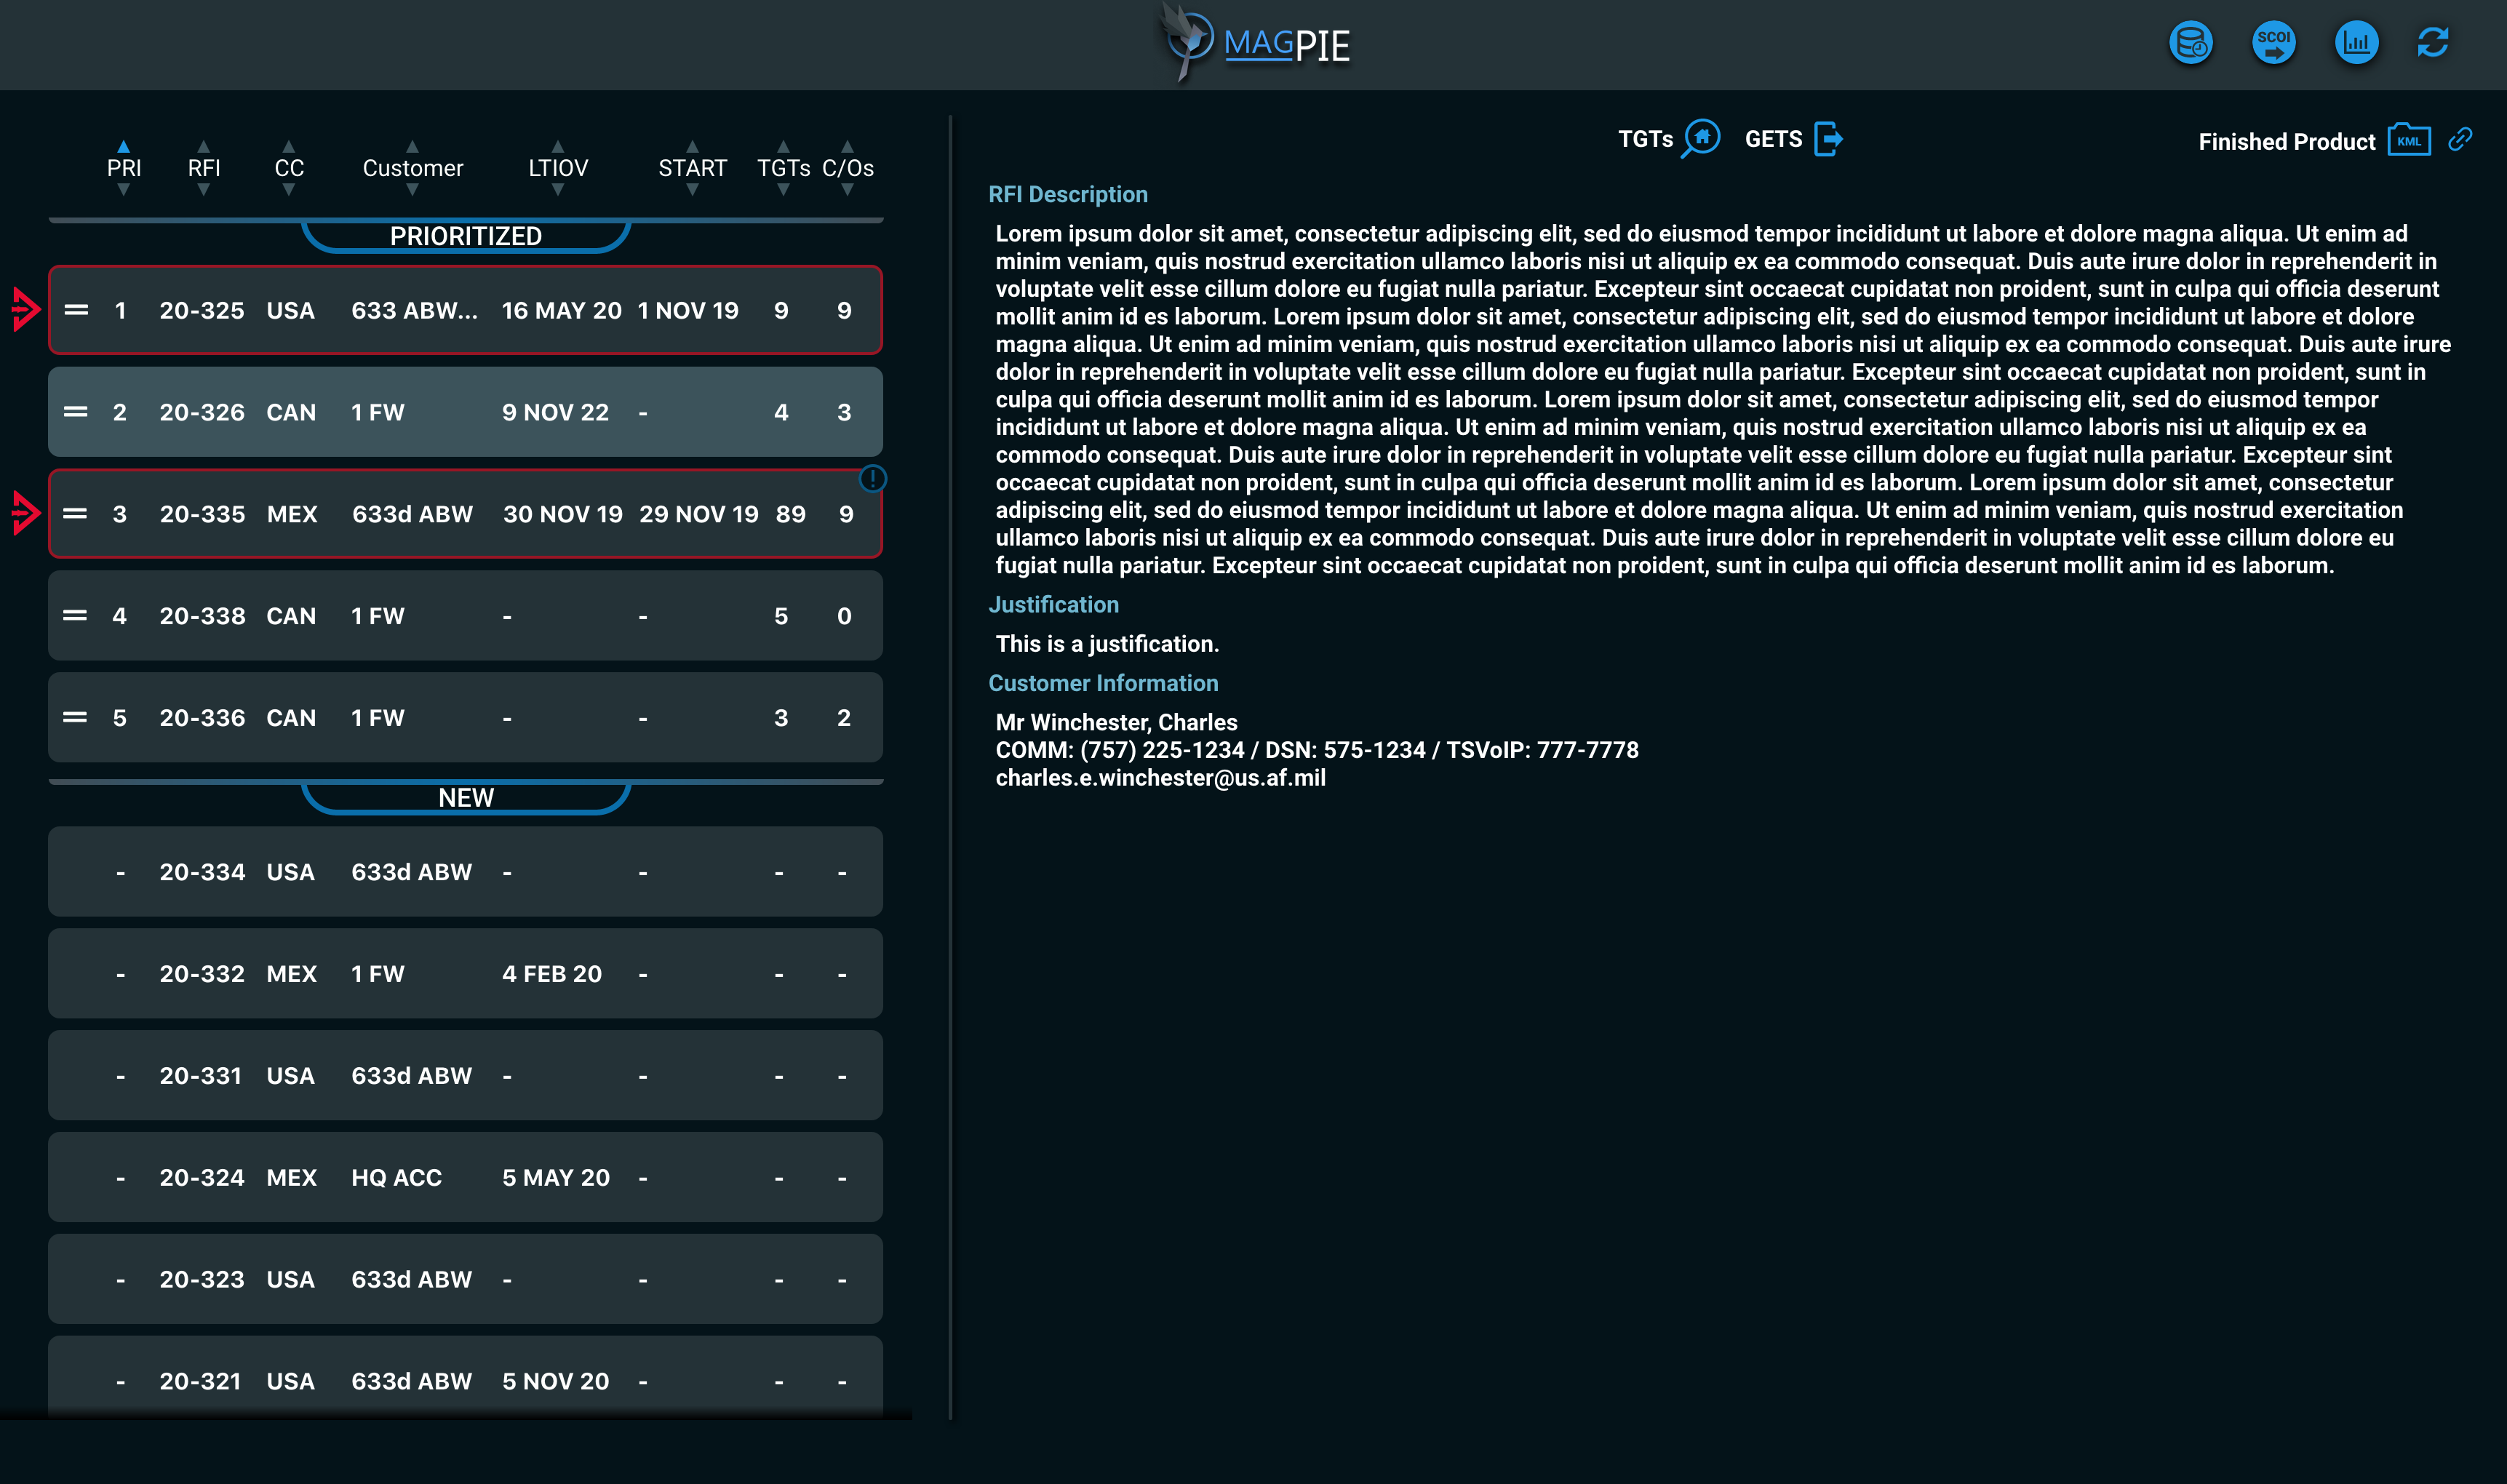 MAGPIE
SCOI
PRI RFI CC Customer LTIOV START TGTs C/Os
PRIORITIZED
1 20-325 USA 633 ABW... 16 MAY 20 1 NOV 19 9 9
2 20-326 CAN 1 FW 9 NOV 22 - 4 3
3 20-335 MEX 633d ABW 30 NOV 19 29 NOV 19 89 9
!
4 20-338 CAN 1 FW - - 5 0
5 20-336 CAN 1 FW - - 3 2
NEW
- 20-334 USA 633d ABW - - - -
- 20-332 MEX 1 FW 4 FEB 20 - - -
- 20-331 USA 633d ABW - - - -
- 20-324 MEX HQ ACC 5 MAY 20 - - -
- 20-323 USA 633d ABW - - - -
- 20-321 USA 633d ABW 5 NOV 20 - - -
TGTs GETS Finished Product KML
RFI Description
Lorem ipsum dolor sit amet, consectetur adipiscing elit, sed do eiusmod tempor incididunt ut labore et dolore magna aliqua. Ut enim ad
minim veniam, quis nostrud exercitation ullamco laboris nisi ut aliquip ex ea commodo consequat. Duis aute irure dolor in reprehenderit in
voluptate velit esse cillum dolore eu fugiat nulla pariatur. Excepteur sint occaecat cupidatat non proident, sunt in culpa qui officia deserunt
mollit anim id es laborum. Lorem ipsum dolor sit amet, consectetur adipiscing elit, sed do eiusmod tempor incididunt ut labore et dolore
magna aliqua. Ut enim ad minim veniam, quis nostrud exercitation ullamco laboris nisi ut aliquip ex ea commodo consequat. Duis aute irure
dolor in reprehenderit in voluptate velit esse cillum dolore eu fugiat nulla pariatur. Excepteur sint occaecat cupidatat non proident, sunt in
culpa qui officia deserunt mollit anim id es laborum. Lorem ipsum dolor sit amet, consectetur adipiscing elit, sed do eiusmod tempor
incididunt ut labore et dolore magna aliqua. Ut enim ad minim veniam, quis nostrud exercitation ullamco laboris nisi ut aliquip ex ea
commodo consequat. Duis aute irure dolor in reprehenderit in voluptate velit esse cillum dolore eu fugiat nulla pariatur. Excepteur sint
occaecat cupidatat non proident, sunt in culpa qui officia deserunt mollit anim id es laborum. Lorem ipsum dolor sit amet, consectetur
adipiscing elit, sed do eiusmod tempor incididunt ut labore et dolore magna aliqua. Ut enim ad minim veniam, quis nostrud exercitation
ullamco laboris nisi ut aliquip ex ea commodo consequat. Duis aute irure dolor in reprehenderit in voluptate velit esse cillum dolore eu
fugiat nulla pariatur. Excepteur sint occaecat cupidatat non proident, sunt in culpa qui officia deserunt mollit anim id es laborum.
Justification
This is a justification.
Customer Information
Mr Winchester, Charles
COMM: (757) 225-1234 / DSN: 575-1234 / TSVoIP: 777-7778
charles.e.winchester@us.af.mil